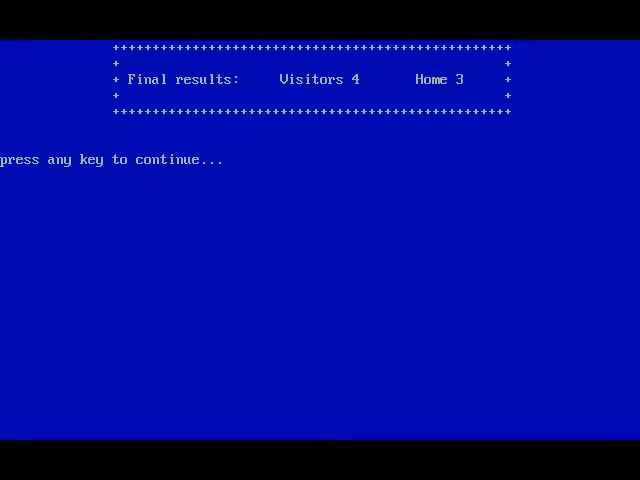 ++++++++++++++++++++++++++++++++++++++++++++++++++
+                                                +
+ Final results:     Visitors 4       Home 3     +
+                                                +
++++++++++++++++++++++++++++++++++++++++++++++++++
press any key to continue...